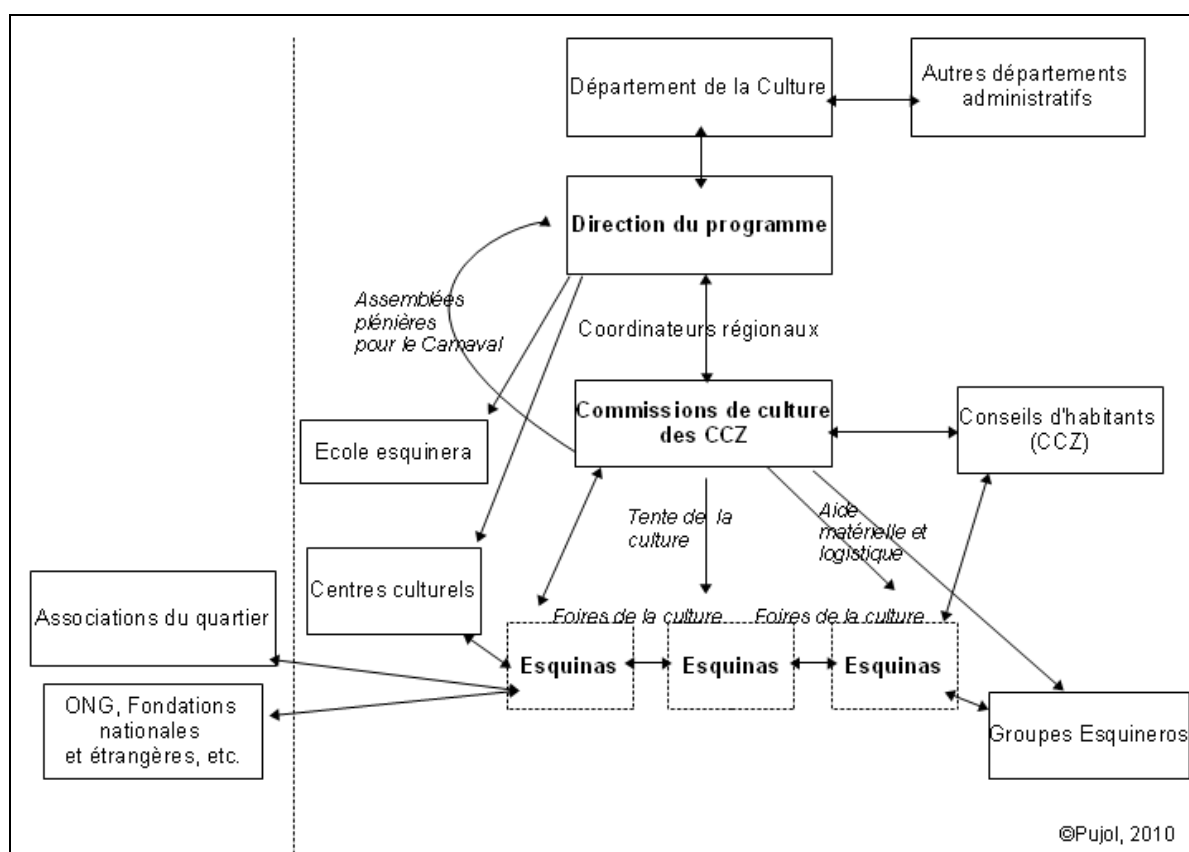 Département de la Culture
Autres départements
administratifs
Direction du programme
Assemblées
plénières
pour le Carnaval
Coordinateurs régionaux
Commissions de culture
des CCZ
Conseils d'habitants
(CCZ)
Ecole esquinera
Tente de la
culture
Aide
matérielle et
logistique
Centres culturels
Foires de la culture
Foires de la culture
Associations du quartier
Esquinas
Esquinas
Esquinas
ONG, Fondations
nationales
et étrangères, etc.
Groupes Esquineros
©Pujol, 2010